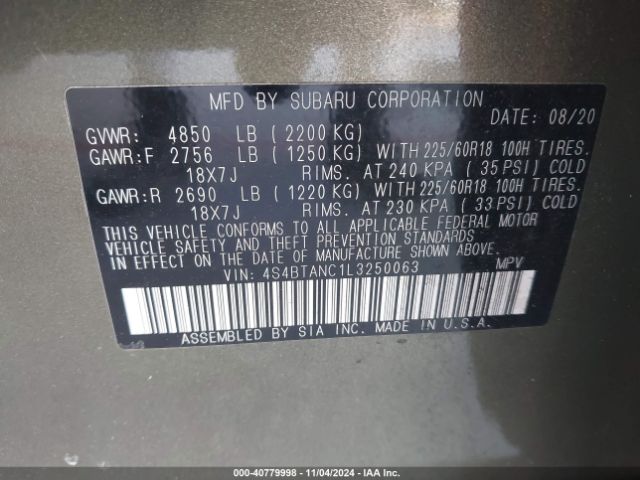 MFD BY SUBARU CORPORATION
DATE: 08/20
GVWR: 4850 LB ( 2200 KG)
GAWR:F 2756 LB ( 1250 KG) WITH 225/60R18 100H TIRES.
18X7J RIMS. AT 240 KPA ( 35 PSI) COLD
GAWR:R 2690 LB ( 1220 KG) WITH 225/60R18 100H TIRES.
18X7J RIMS. AT 230 KPA ( 33 PSI) COLD
THIS VEHICLE CONFORMS TO ALL APPLICABLE FEDERAL MOTOR
VEHICLE SAFETY AND THEFT PREVENTION STANDARDS
IN EFFECT ON THE DATE OF MANUFACTURE SHOWN ABOVE.
VIN: 4S4BTANC1L3250063 MPV
ASSEMBLED BY SIA INC. MADE IN U.S.A.
000-40779998 - 11/04/2024 - IAA Inc.